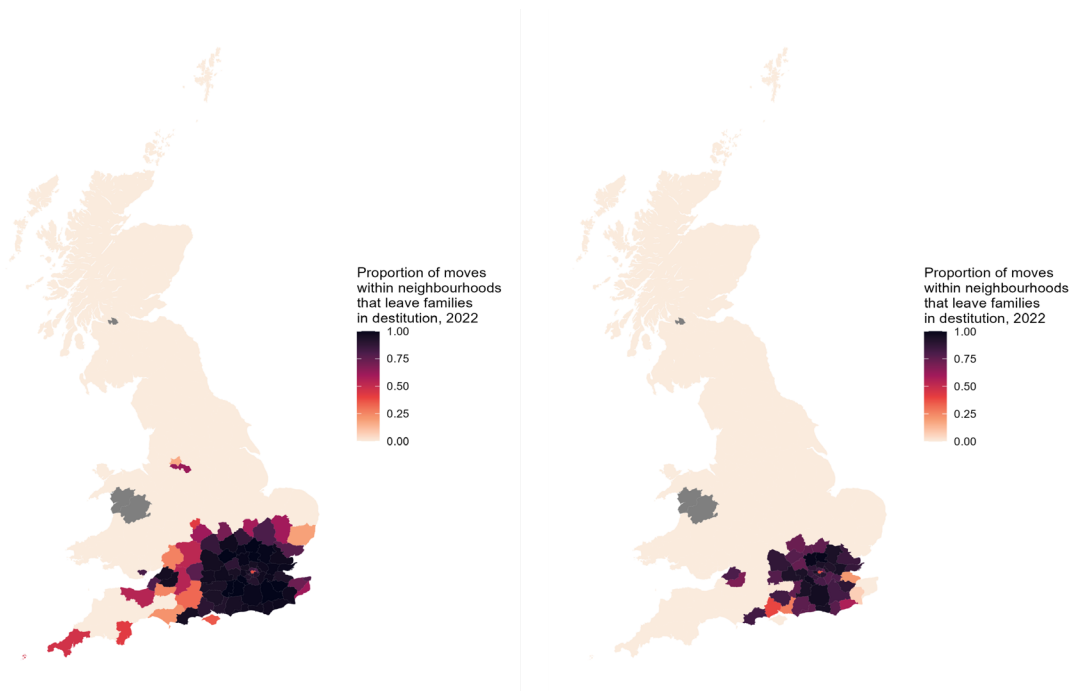 Proportion of moves
within neighbourhoods
that leave families
in destitution, 2022
1.00
0.75
0.50
0.25
0.00
Proportion of moves
within neighbourhoods
that leave families
in destitution, 2022
1.00
0.75
0.50
0.25
0.00